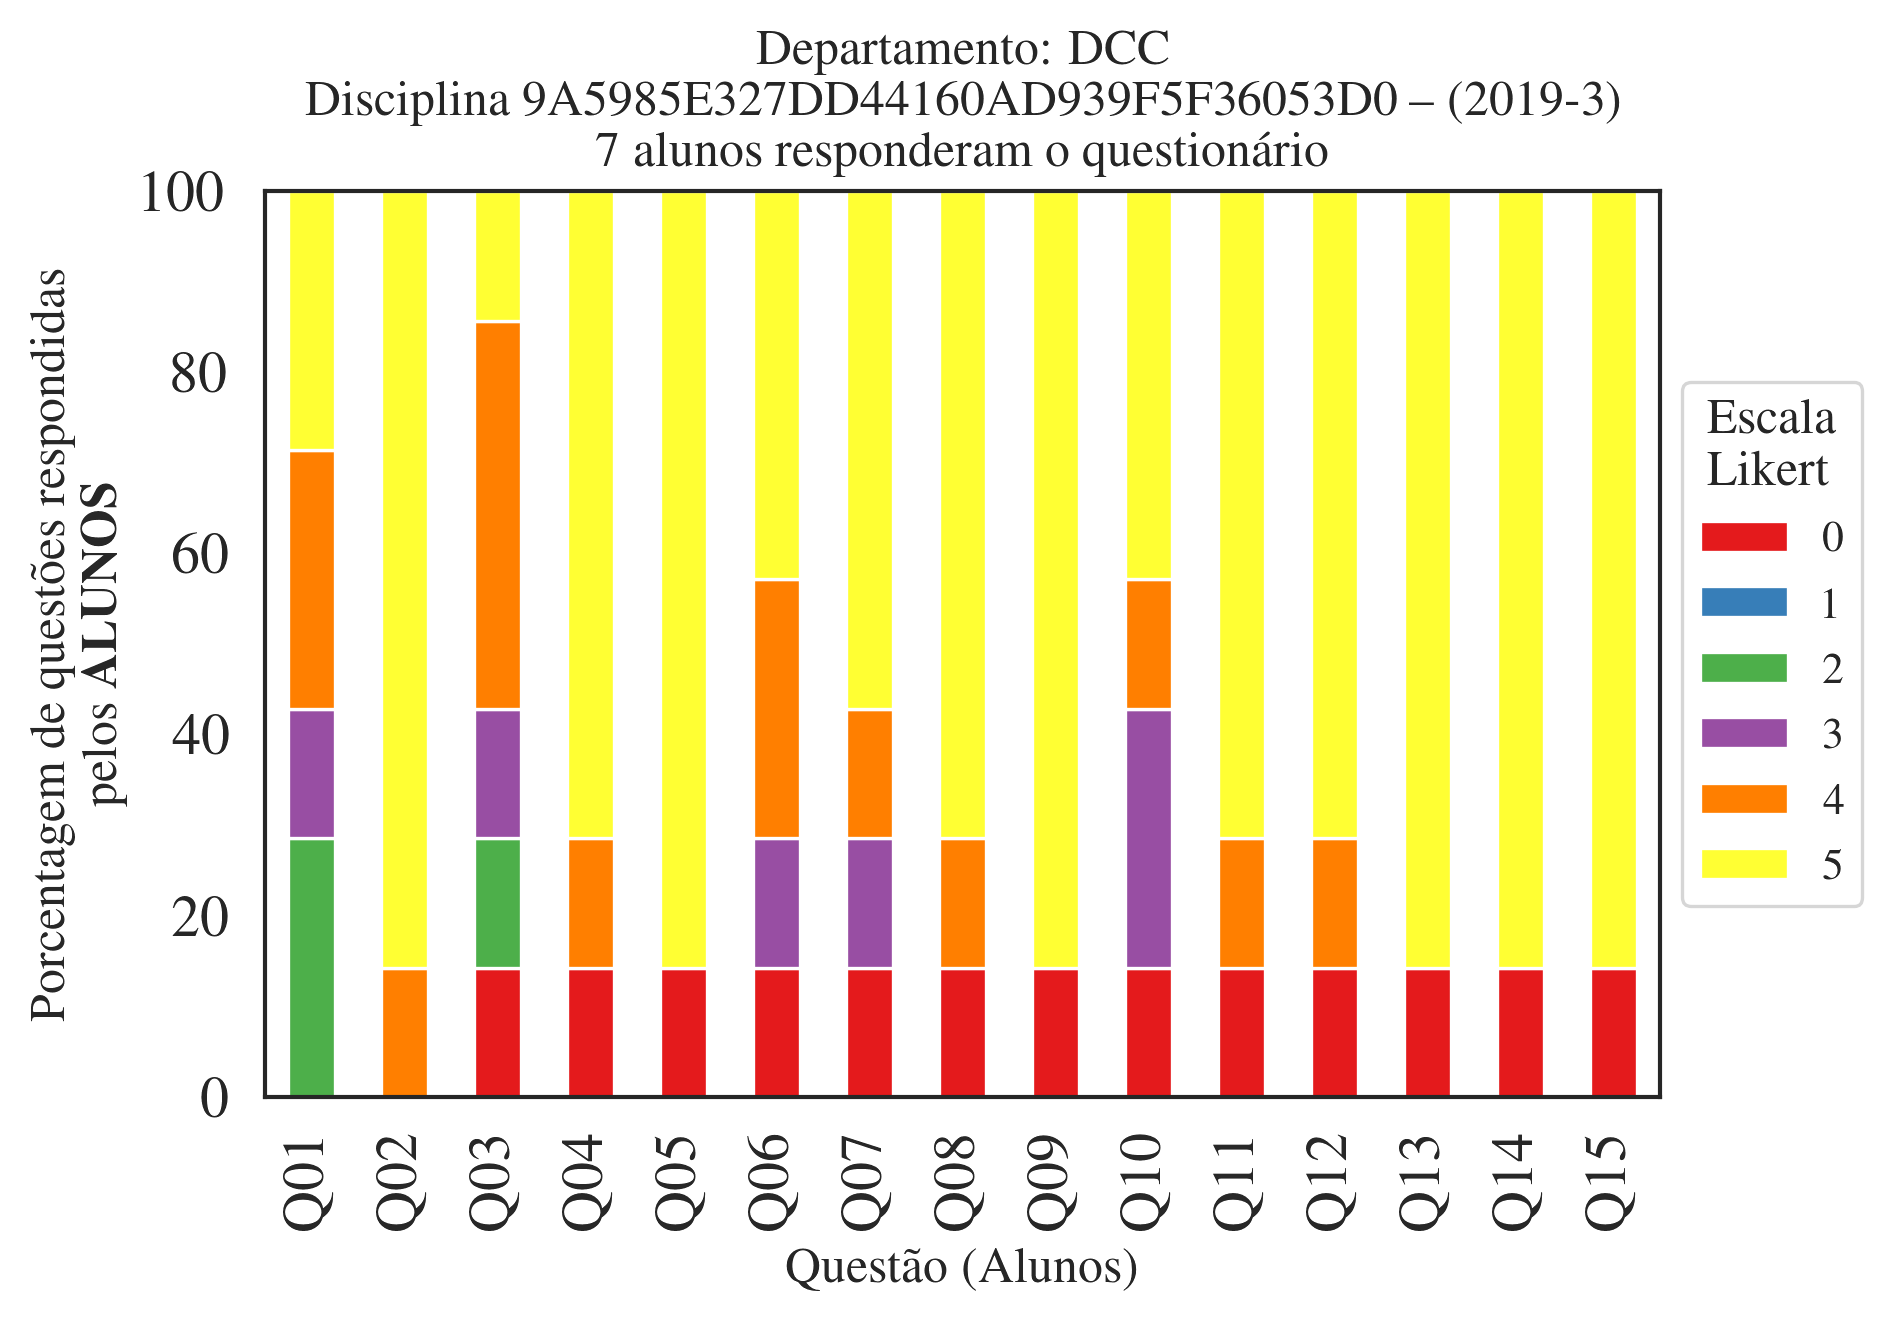 Departamento: DCC
Disciplina 9A5985E327DD44160AD939F5F36053D0 – (2019-3)
7 alunos responderam o questionário
Porcentagem de questões respondidas
pelos ALUNOS
100
80
60
40
20
0
Q01
Q02
Q03
Q04
Q05
Q06
Q07
Q08
Q09
Q10
Q11
Q12
Q13
Q14
Q15
Questão (Alunos)
Escala
Likert
0
1
2
3
4
5